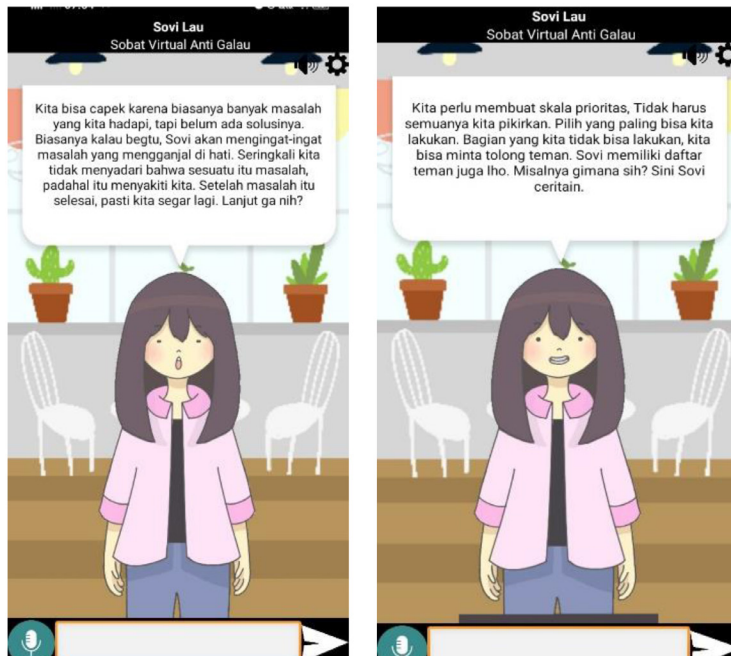 Sovi Lau
Sobat Virtual Anti Galau
Kita bisa capek karena biasanya banyak masalah
yang kita hadapi, tapi belum ada solusinya.
Biasanya kalau begtu, Sovi akan mengingat-ingat
masalah yang mengganjal di hati. Seringkali kita
tidak menyadari bahwa sesuatu itu masalah,
padahal itu menyakiti kita. Setelah masalah itu
selesai, pasti kita segar lagi. Lanjut ga nih?
Sovi Lau
Sobat Virtual Anti Galau
Kita perlu membuat skala prioritas, Tidak harus
semuanya kita pikirkan. Pilih yang paling bisa kita
lakukan. Bagian yang kita tidak bisa lakukan, kita
bisa minta tolong teman. Sovi memiliki daftar
teman juga lho. Misalnya gimana sih? Sini Sovi
ceritain.